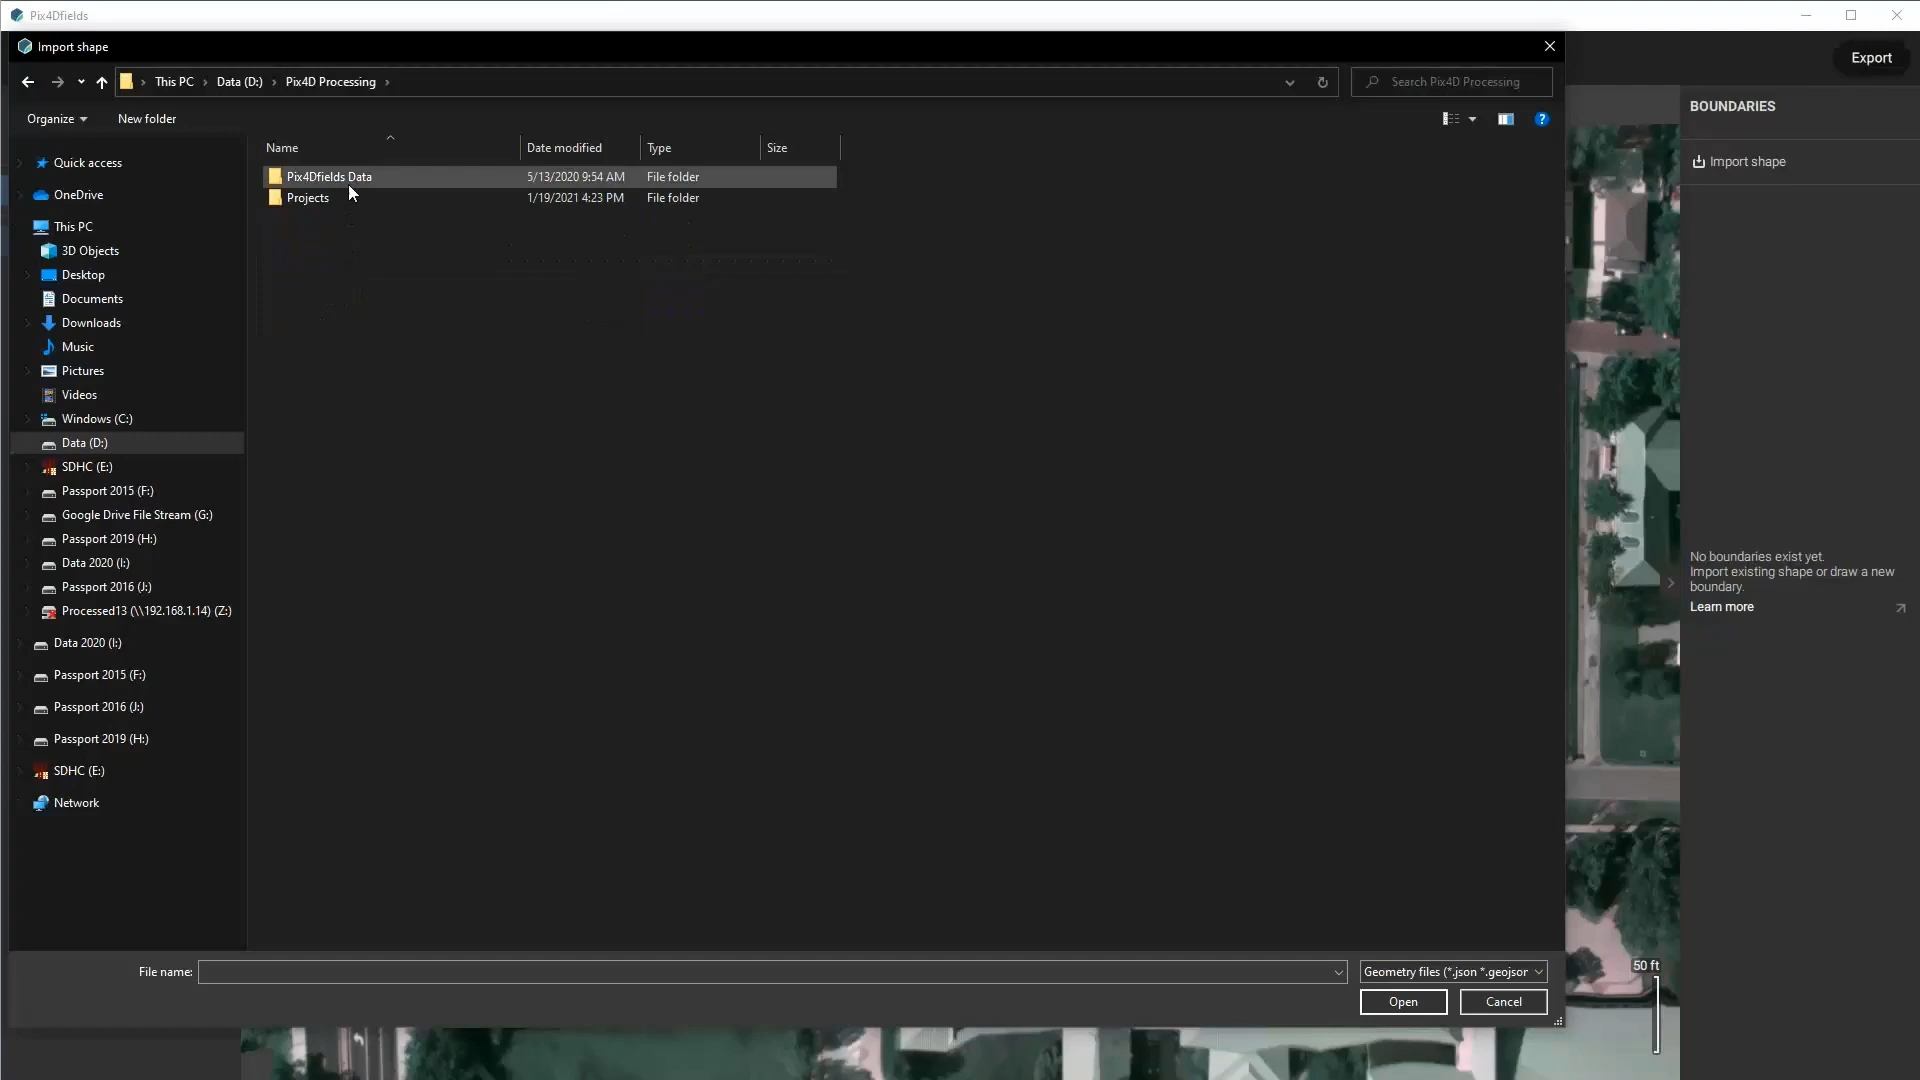 Pix4Dfields
Import shape
Export
This PC
Data (D:)
Pix4D Processing
Search Pix4D Processing
Organize
New folder
Name
Date modified
Type
Size
Pix4Dfields Data
5/13/2020 9:54 AM
File folder
Projects
1/19/2021 4:23 PM
File folder
Quick access
OneDrive
This PC
3D Objects
Desktop
Documents
Downloads
Music
Pictures
Videos
Windows (C:)
Data (D:)
SDHC (E:)
Passport 2015 (F:)
Google Drive File Stream (G:)
Passport 2019 (H:)
Data 2020 (I:)
Passport 2016 (J:)
Processed13 (\\192.168.1.14) (Z:)
Data 2020 (I:)
Passport 2015 (F:)
Passport 2016 (J:)
Passport 2019 (H:)
SDHC (E:)
Network
BOUNDARIES
Import shape
No boundaries exist yet.
Import existing shape or draw a new
boundary.
Learn more
50 ft
File name:
Geometry files (*.json *.geojsor
Open
Cancel